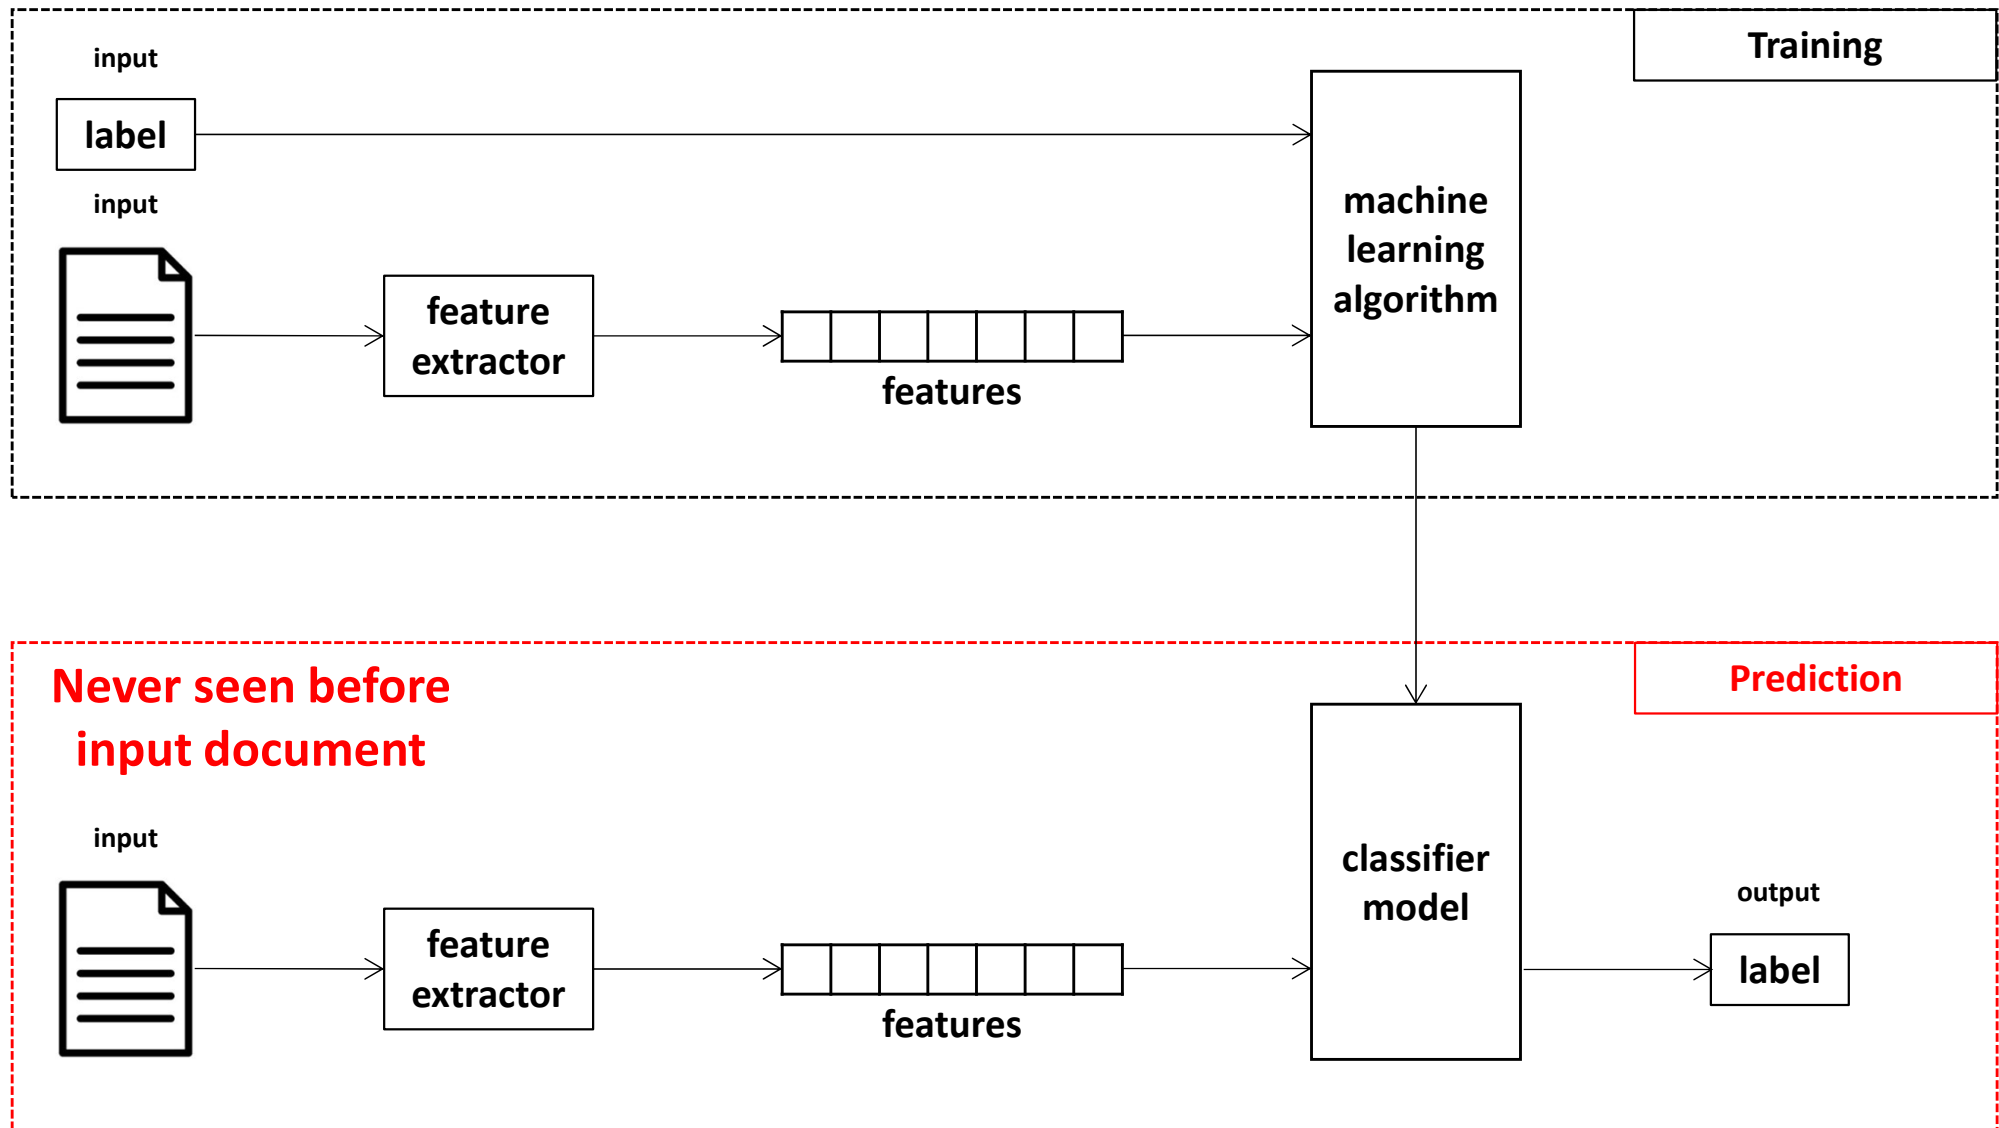 Training
input
label
input
feature
extractor
features
machine
learning
algorithm
Prediction
Never seen before
input document
input
feature
extractor
features
classifier
model
output
label